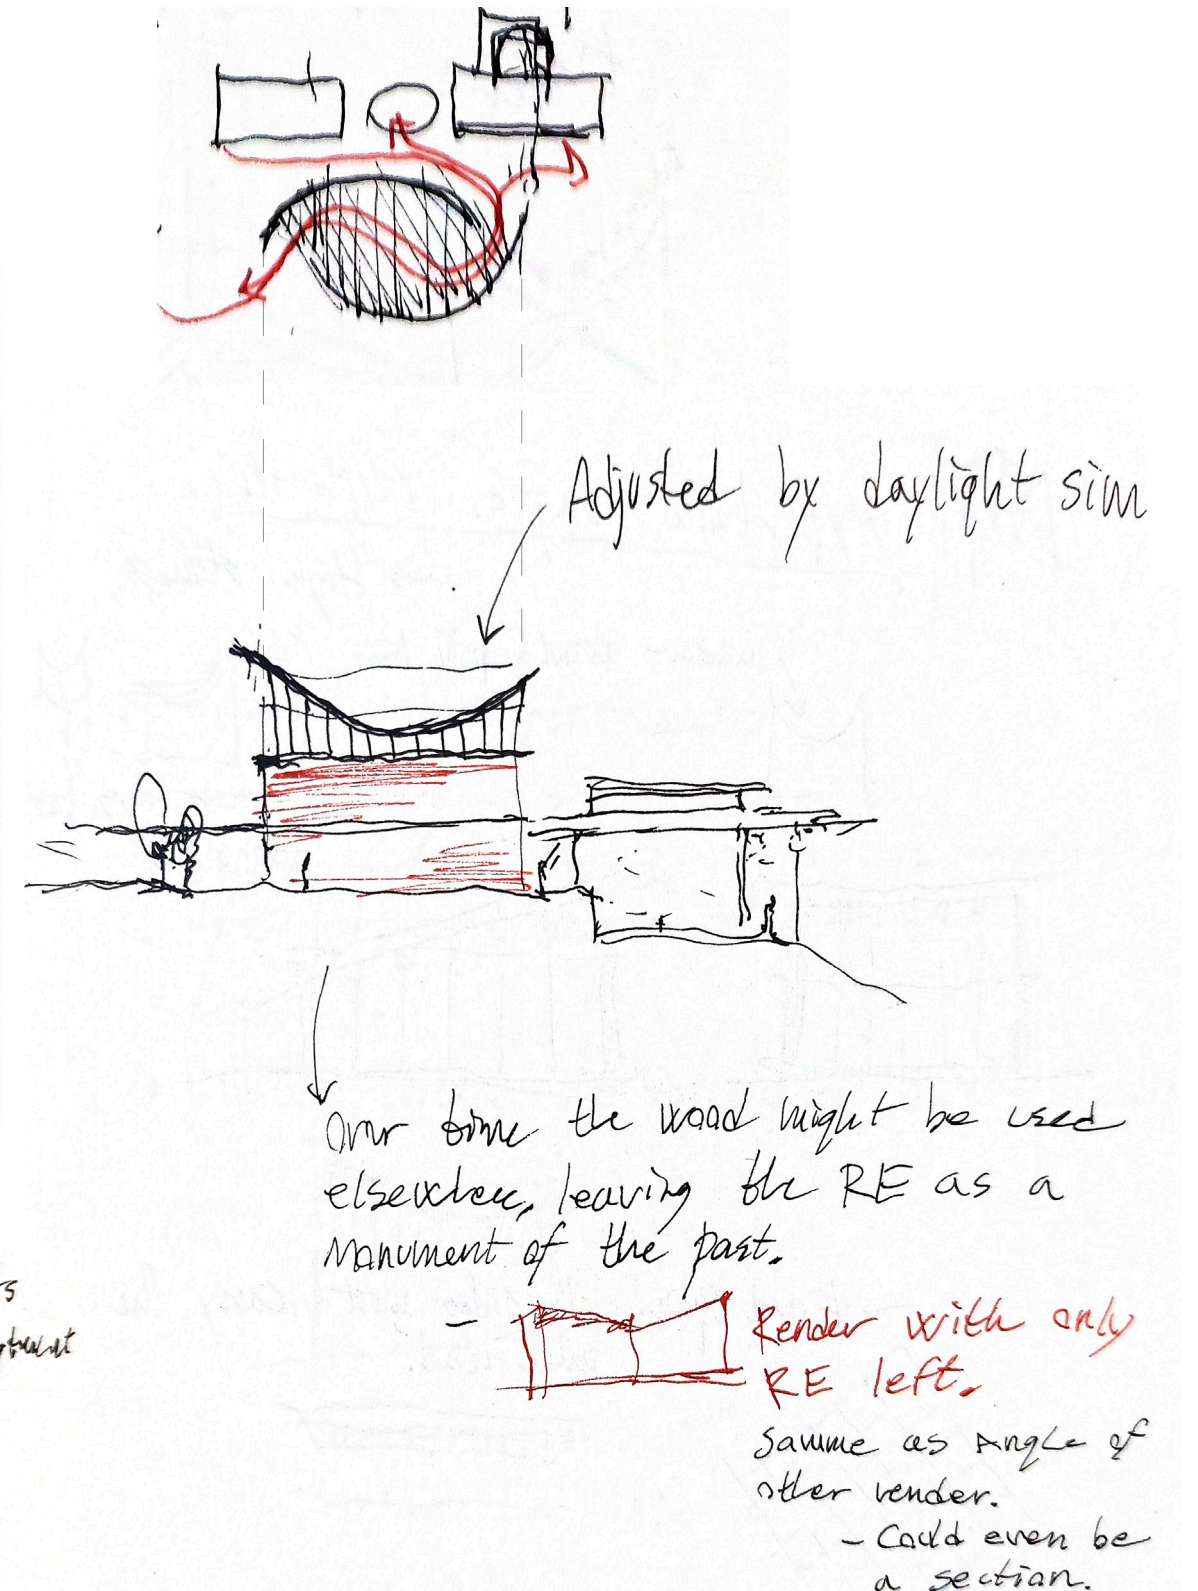 Adjusted by daylight sim
Over time the wood might be used
elsewhere, leaving the RE as a
Monument of the past.
- Render with only
RE left.
Samme as Angle of
other render.
- Could even be
a section.